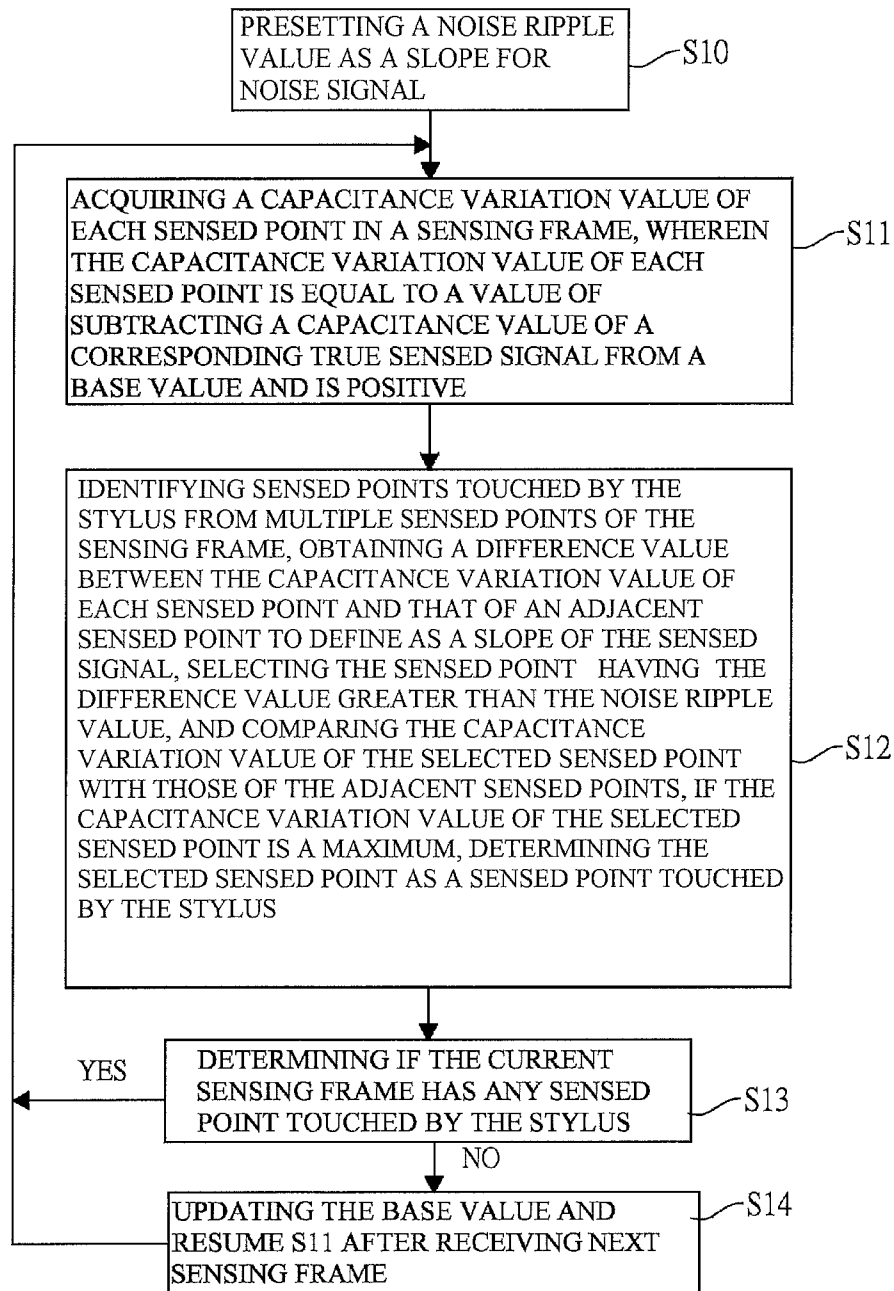 PRESETTING A NOISE RIPPLE
VALUE AS A SLOPE FOR
NOISE SIGNAL
S10
ACQUIRING A CAPACITANCE VARIATION VALUE OF
EACH SENSED POINT IN A SENSING FRAME, WHEREIN
THE CAPACITANCE VARIATION VALUE OF EACH
SENSED POINT IS EQUAL TO A VALUE OF
SUBTRACTING A CAPACITANCE VALUE OF A
CORRESPONDING TRUE SENSED SIGNAL FROM A
BASE VALUE AND IS POSITIVE
S11
IDENTIFYING SENSED POINTS TOUCHED BY THE
STYLUS FROM MULTIPLE SENSED POINTS OF THE
SENSING FRAME, OBTAINING A DIFFERENCE VALUE
BETWEEN THE CAPACITANCE VARIATION VALUE OF
EACH SENSED POINT AND THAT OF AN ADJACENT
SENSED POINT TO DEFINE AS A SLOPE OF THE SENSED
SIGNAL, SELECTING THE SENSED POINT HAVING THE
DIFFERENCE VALUE GREATER THAN THE NOISE RIPPLE
VALUE, AND COMPARING THE CAPACITANCE
VARIATION VALUE OF THE SELECTED SENSED POINT
WITH THOSE OF THE ADJACENT SENSED POINTS, IF THE
CAPACITANCE VARIATION VALUE OF THE SELECTED
SENSED POINT IS A MAXIMUM, DETERMINING THE
SELECTED SENSED POINT AS A SENSED POINT TOUCHED
BY THE STYLUS
S12
YES
DETERMINING IF THE CURRENT
SENSING FRAME HAS ANY SENSED
POINT TOUCHED BY THE STYLUS
S13
NO
UPDATING THE BASE VALUE AND
RESUME S11 AFTER RECEIVING NEXT
SENSING FRAME
S14